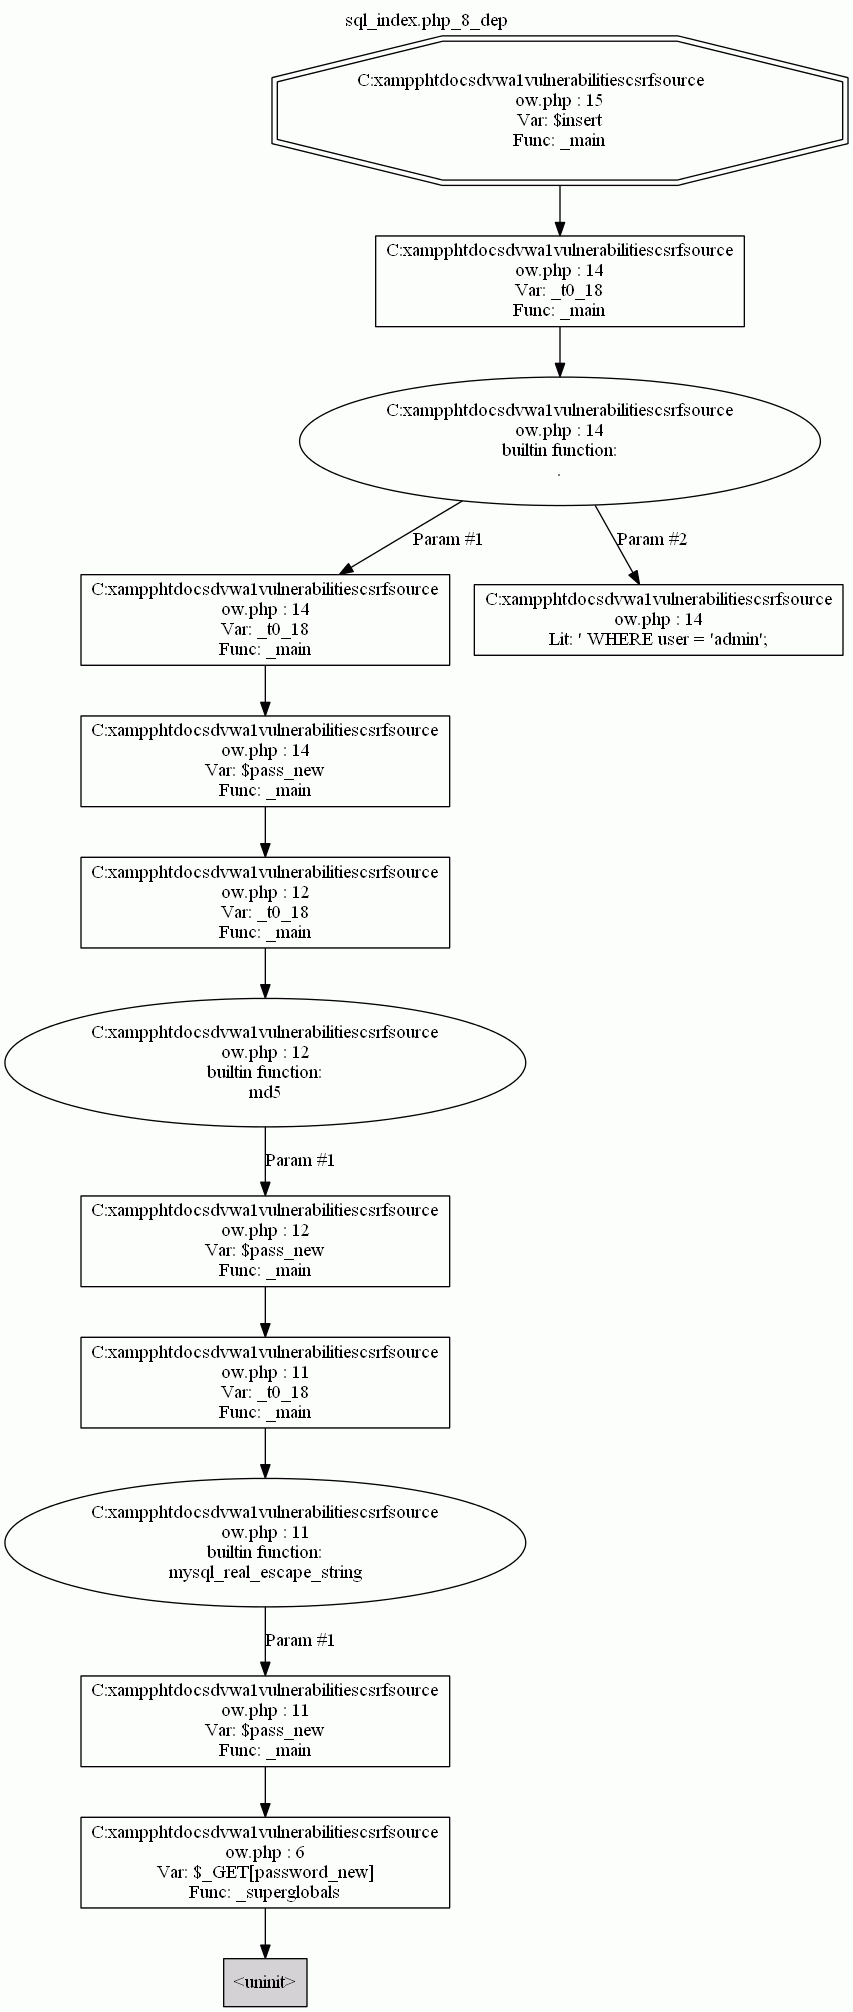 sql_index.php_8_dep
C:xampphtdocsdvwa1vulnerabilitiescsrfsource
ow.php : 15
Var: $insert
Func: _main
C:xampphtdocsdvwa1vulnerabilitiescsrfsource
ow.php : 14
Var: _t0_18
Func: _main
C:xampphtdocsdvwa1vulnerabilitiescsrfsource
ow.php : 14
builtin function:
.
Param #1
Param #2
C:xampphtdocsdvwa1vulnerabilitiescsrfsource
ow.php : 14
Var: _t0_18
Func: _main
C:xampphtdocsdvwa1vulnerabilitiescsrfsource
ow.php : 14
Lit: ' WHERE user = 'admin';
C:xampphtdocsdvwa1vulnerabilitiescsrfsource
ow.php : 14
Var: $pass_new
Func: _main
C:xampphtdocsdvwa1vulnerabilitiescsrfsource
ow.php : 12
Var: _t0_18
Func: _main
C:xampphtdocsdvwa1vulnerabilitiescsrfsource
ow.php : 12
builtin function:
md5
Param #1
C:xampphtdocsdvwa1vulnerabilitiescsrfsource
ow.php : 12
Var: $pass_new
Func: _main
C:xampphtdocsdvwa1vulnerabilitiescsrfsource
ow.php : 11
Var: _t0_18
Func: _main
C:xampphtdocsdvwa1vulnerabilitiescsrfsource
ow.php : 11
builtin function:
mysql_real_escape_string
Param #1
C:xampphtdocsdvwa1vulnerabilitiescsrfsource
ow.php : 11
Var: $pass_new
Func: _main
C:xampphtdocsdvwa1vulnerabilitiescsrfsource
ow.php : 6
Var: $_GET[password_new]
Func: _superglobals
<uninit>